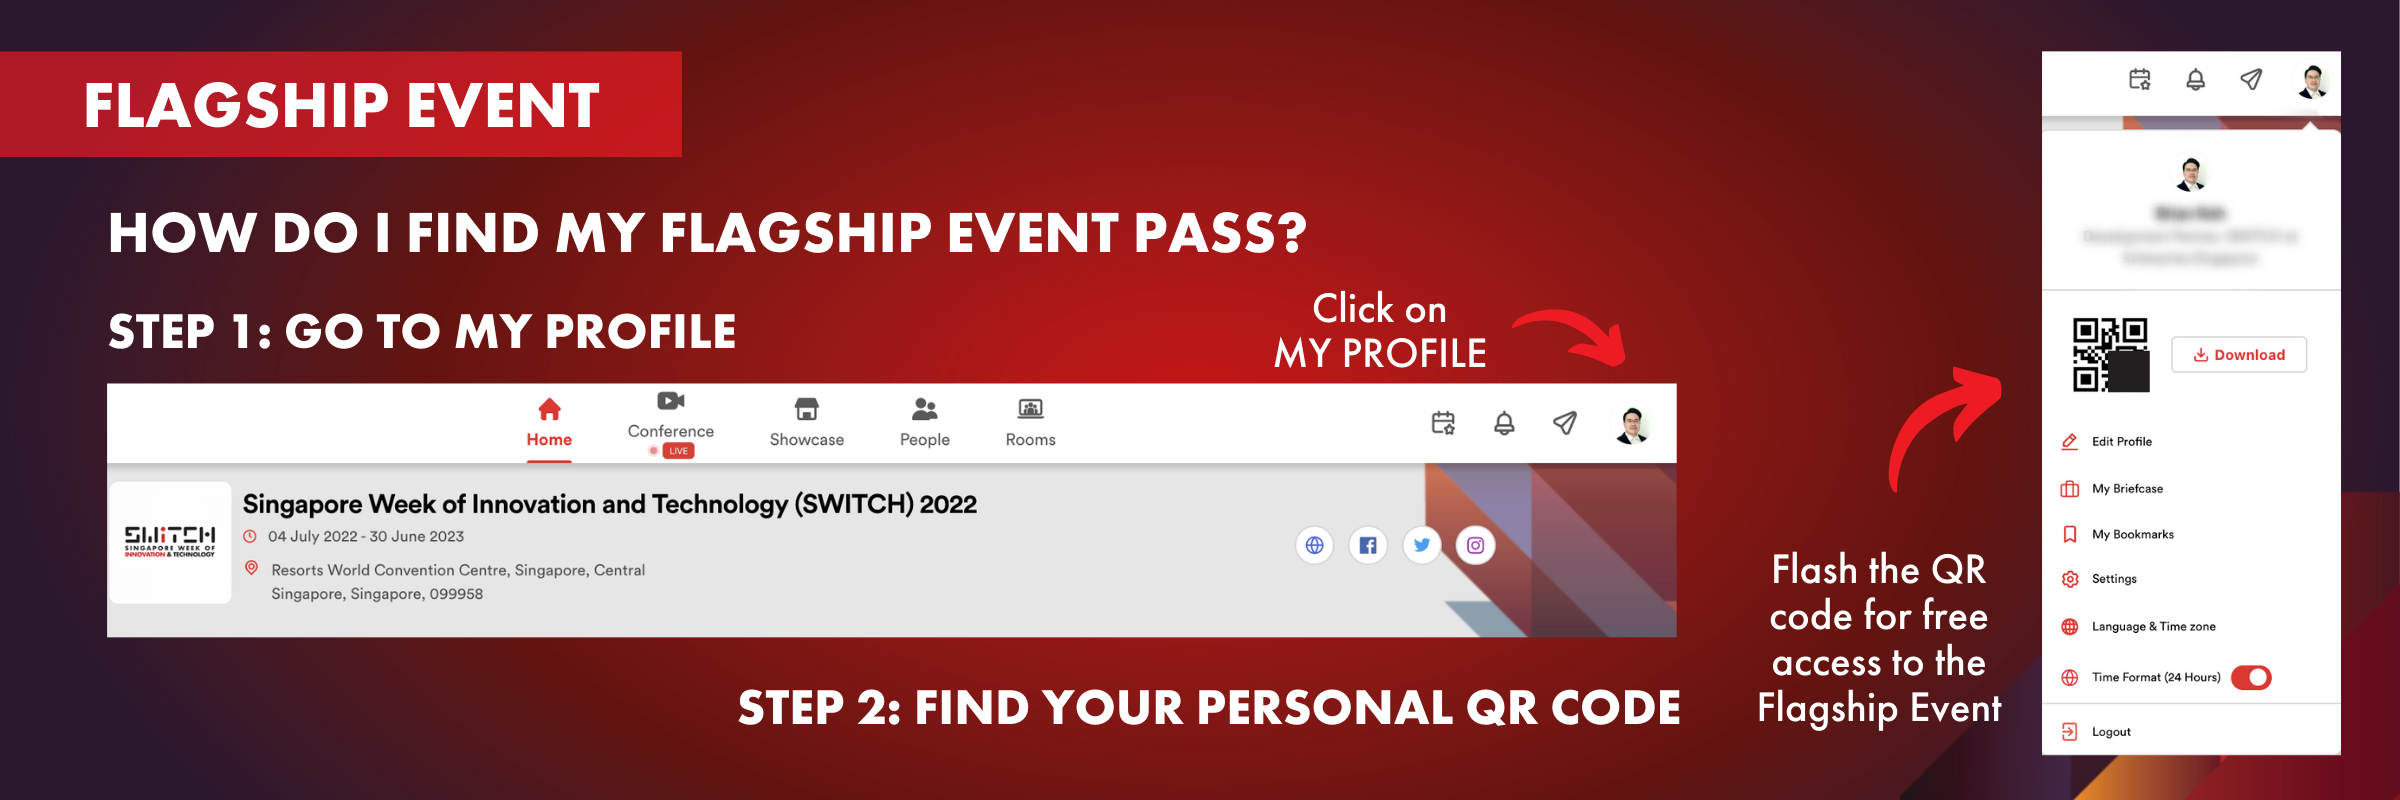 FLAGSHIP EVENT
HOW DO I FIND MY FLAGSHIP EVENT PASS?
STEP 1: GO TO MY PROFILE
Click on
MY PROFILE
Home
Conference
LIVE
Showcase
People
Rooms
SWiTCH
SINGAPORE WEEK OF
INNOVATION & TECHNOLOGY
Singapore Week of Innovation and Technology (SWITCH) 2022
04 July 2022 - 30 June 2023
Resorts World Convention Centre, Singapore, Central
Singapore, Singapore, 099958
STEP 2: FIND YOUR PERSONAL QR CODE
Flash the QR
code for free
access to the
Flagship Event
Download
Edit Profile
My Briefcase
My Bookmarks
Settings
Language & Time zone
Time Format (24 Hours)
Logout